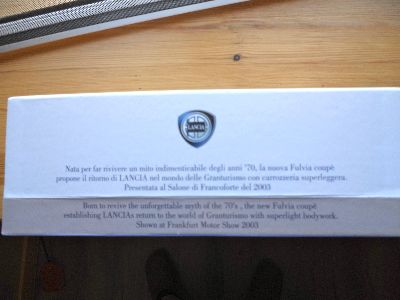 LANCIA
Nata per far rivivere un mito indimenticabile degli anni '70, la nuova Fulvia coupè
propone il ritorno di LANCIA nel mondo delle Granturismo con carrozzeria superleggera.
Presentata al Salone di Francoforte del 2003
Born to revive the unforgettable myth of the 70's , the new Fulvia coupé
establishing LANCIAs return to the world of Granturismo with superlight bodywork.
Shown at Frankfurt Motor Show 2003